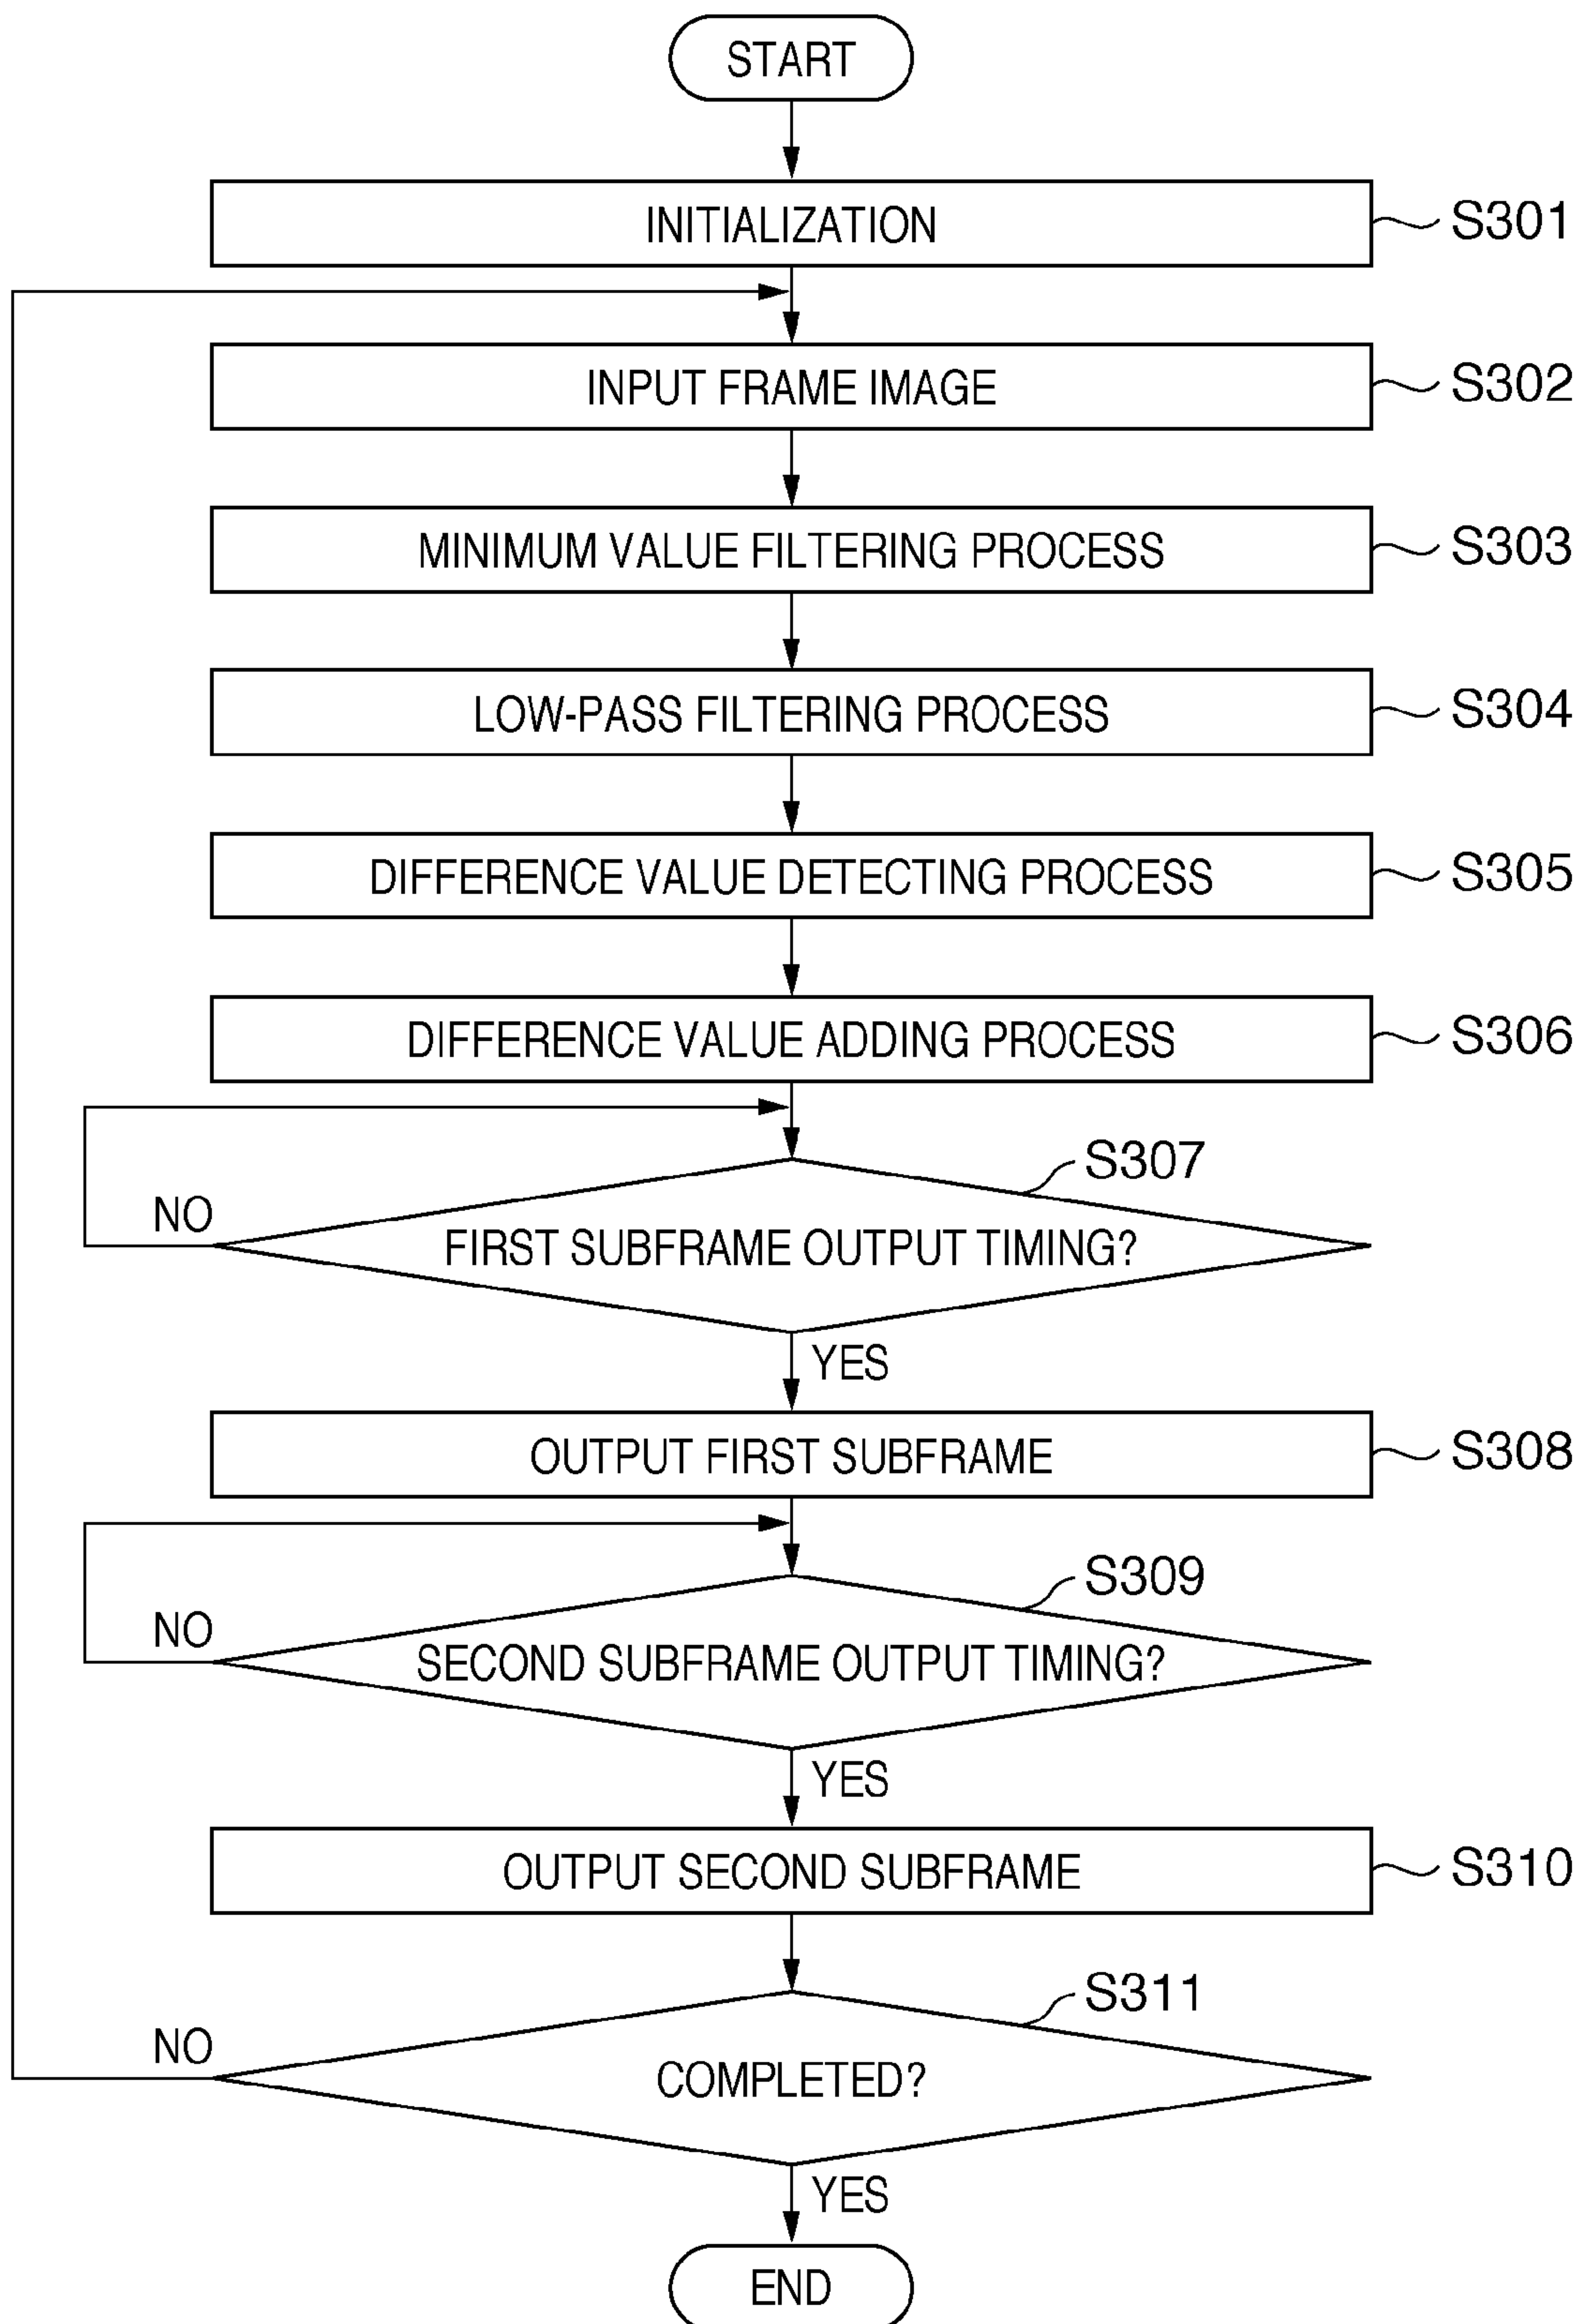 START
INITIALIZATION
S301
INPUT FRAME IMAGE
S302
MINIMUM VALUE FILTERING PROCESS
S303
LOW-PASS FILTERING PROCESS
S304
DIFFERENCE VALUE DETECTING PROCESS
S305
DIFFERENCE VALUE ADDING PROCESS
S306
S307
NO
FIRST SUBFRAME OUTPUT TIMING?
YES
OUTPUT FIRST SUBFRAME
S308
S309
NO
SECOND SUBFRAME OUTPUT TIMING?
YES
OUTPUT SECOND SUBFRAME
S310
S311
NO
COMPLETED?
YES
END